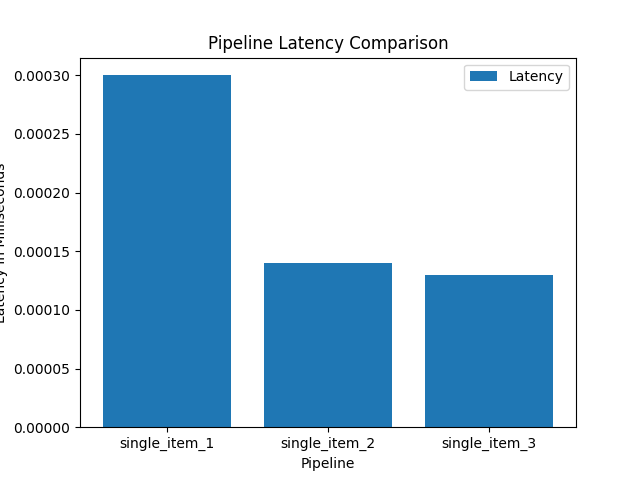 Pipeline Latency Comparison
Latency
Latency in Milliseconds
0.00030
0.00025
0.00020
0.00015
0.00010
0.00005
0.00000
single_item_1 single_item_2 single_item_3
Pipeline